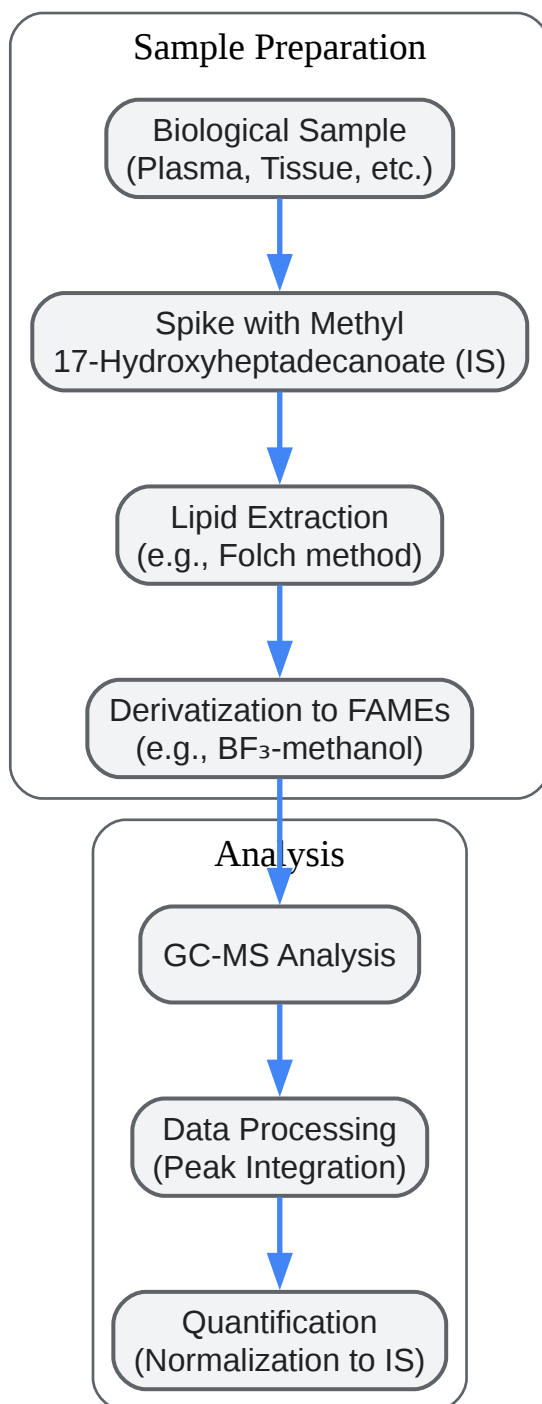 Sample Preparation
Biological Sample
(Plasma, Tissue, etc.)
Spike with Methyl
17-Hydroxyheptadecanoate (IS)
Lipid Extraction
(e.g., Folch method)
Derivatization to FAMEs
(e.g., BF₃-methanol)
Analysis
GC-MS Analysis
Data Processing
(Peak Integration)
Quantification
(Normalization to IS)